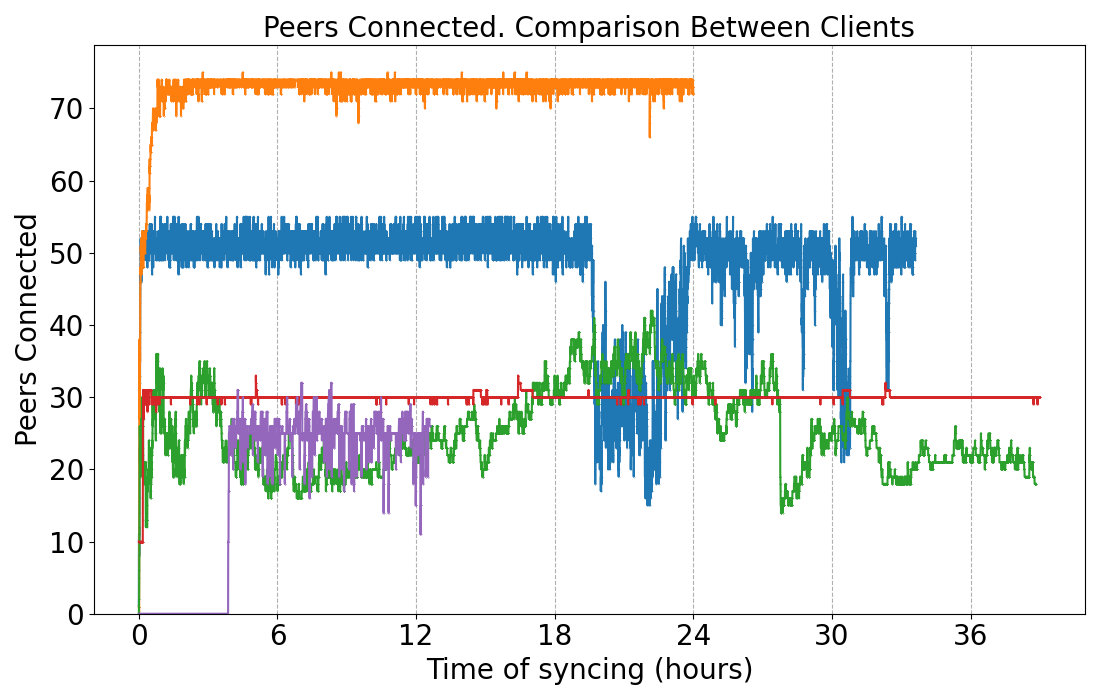 Peers Connected. Comparison Between Clients
Peers Connected
70
60
50
40
30
20
10
0
0 6 12 18 24 30 36
Time of syncing (hours)